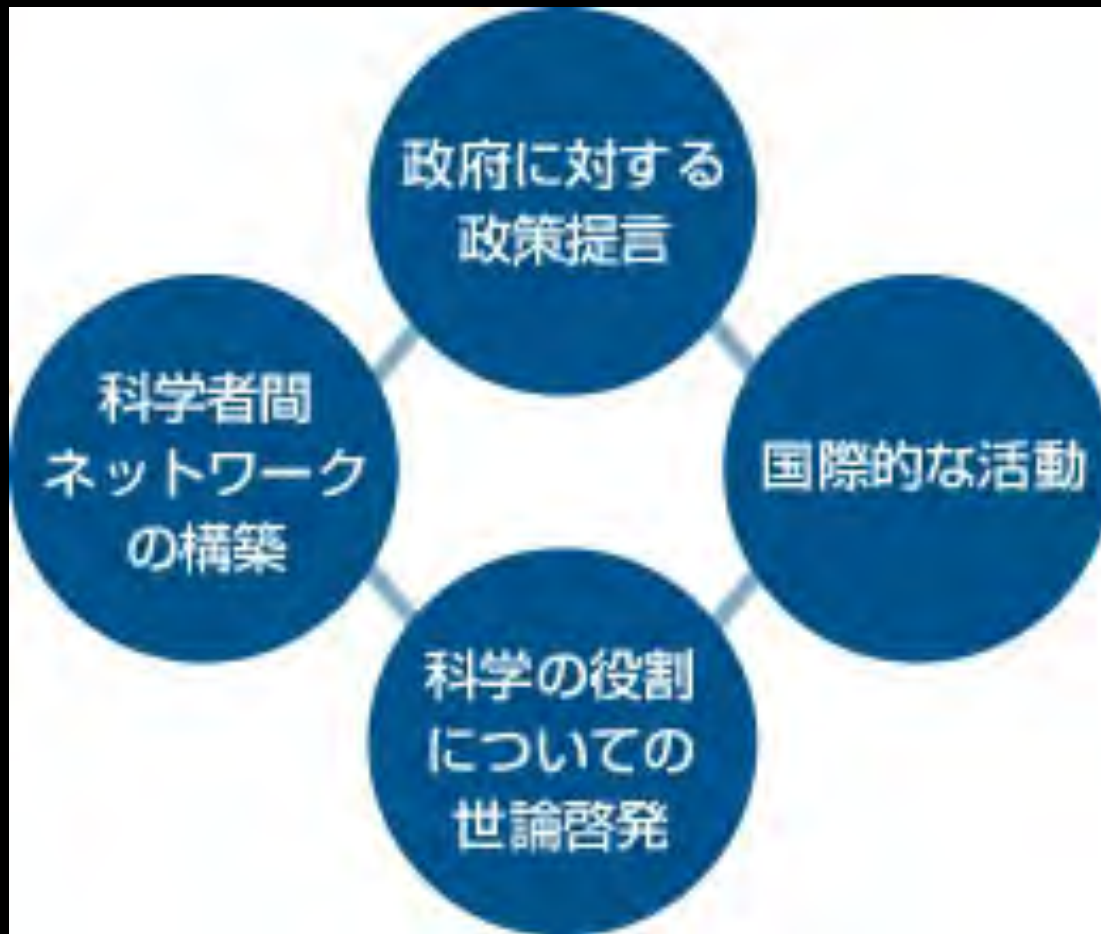 政府に対する
政策提言
科学者間
ネットワーク
の構築
国際的な活動
科学の役割
についての
世論啓発